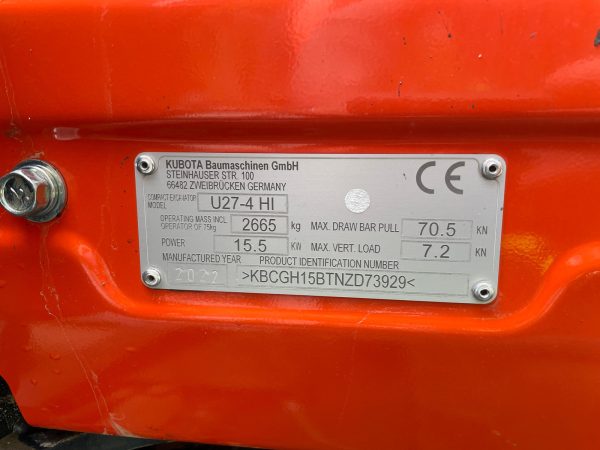 KUBOTA Baumaschinen GmbH
STEINHAUSER STR. 100
66482 ZWEIBRÜCKEN GERMANY
CE
COMPACT EXCAVATOR MODEL U27-4 HI
OPERATING MASS INCL. OPERATOR OF 75kg 2665 kg MAX. DRAW BAR PULL 70.5 KN
POWER 15.5 KW MAX. VERT. LOAD 7.2 KN
MANUFACTURED YEAR PRODUCT IDENTIFICATION NUMBER
2022 >KBCGH15BTNZD73929<